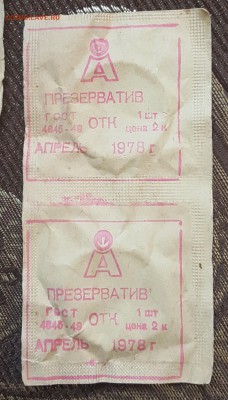 А
ПРЕЗЕРВАТИВ
ГОСТ ОТК 1 шт
4645-49 цена 2 к
АПРЕЛЬ 1978 г
А
ПРЕЗЕРВАТИВ
ГОСТ ОТК 1 шт
4645-49 цена 2 к
АПРЕЛЬ 1978 г